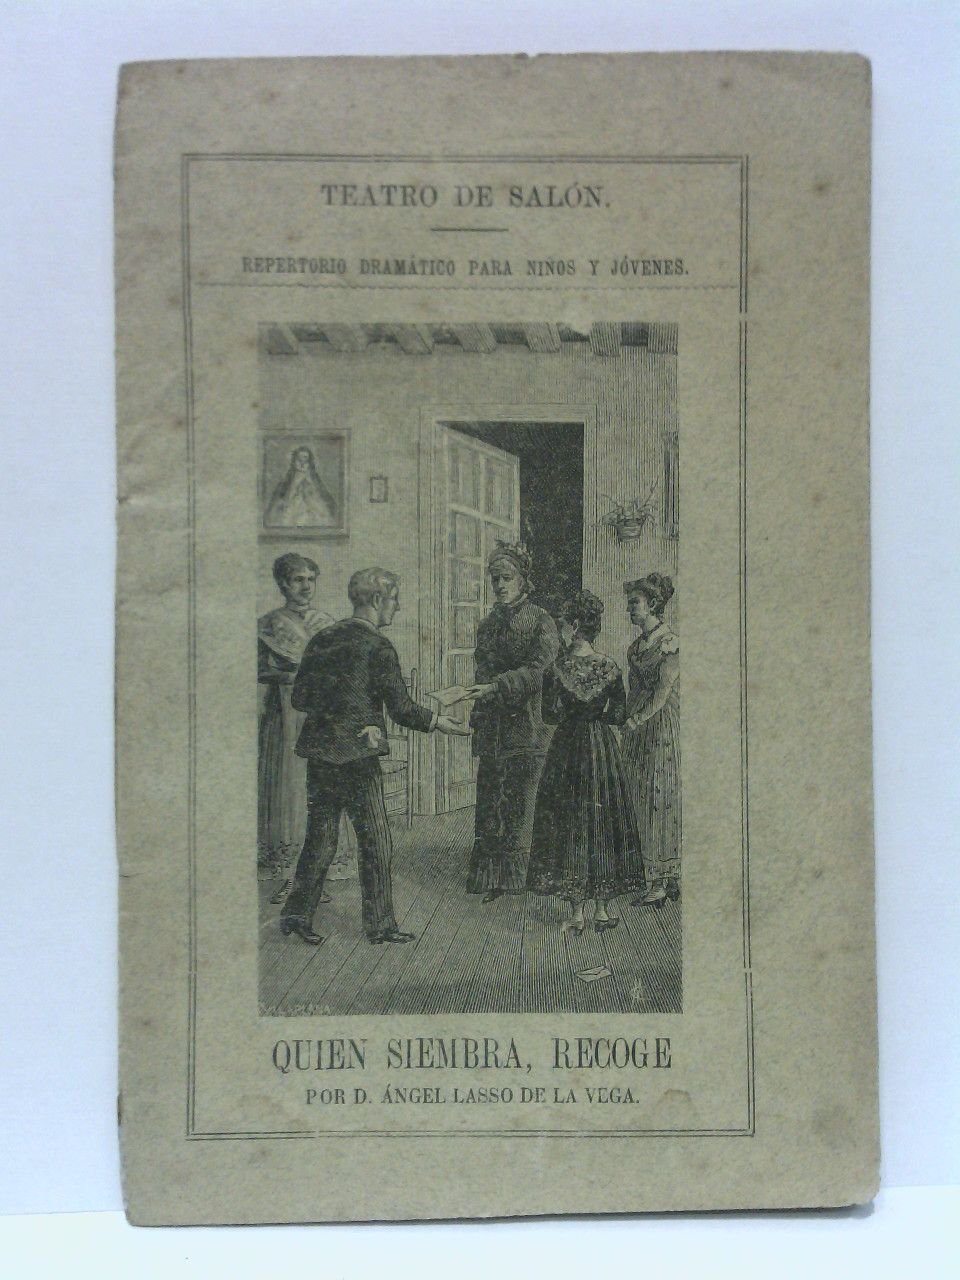 TEATRO DE SALÓN.
REPERTORIO DRAMÁTICO PARA NIÑOS Y JÓVENES.
QUIEN SIEMBRA, RECOGE
POR D. ÁNGEL LASSO DE LA VEGA.